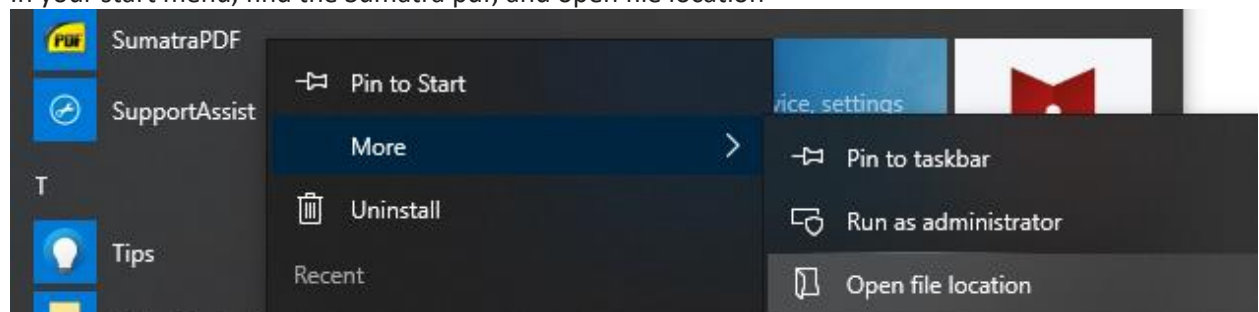 In your start menu, find the Sumatra pdf, and open file location
PDF
SumatraPDF
Pin to Start
SupportAssist
vice, settings
More
Pin to taskbar
T
Uninstall
Run as administrator
Tips
Recent
Open file location